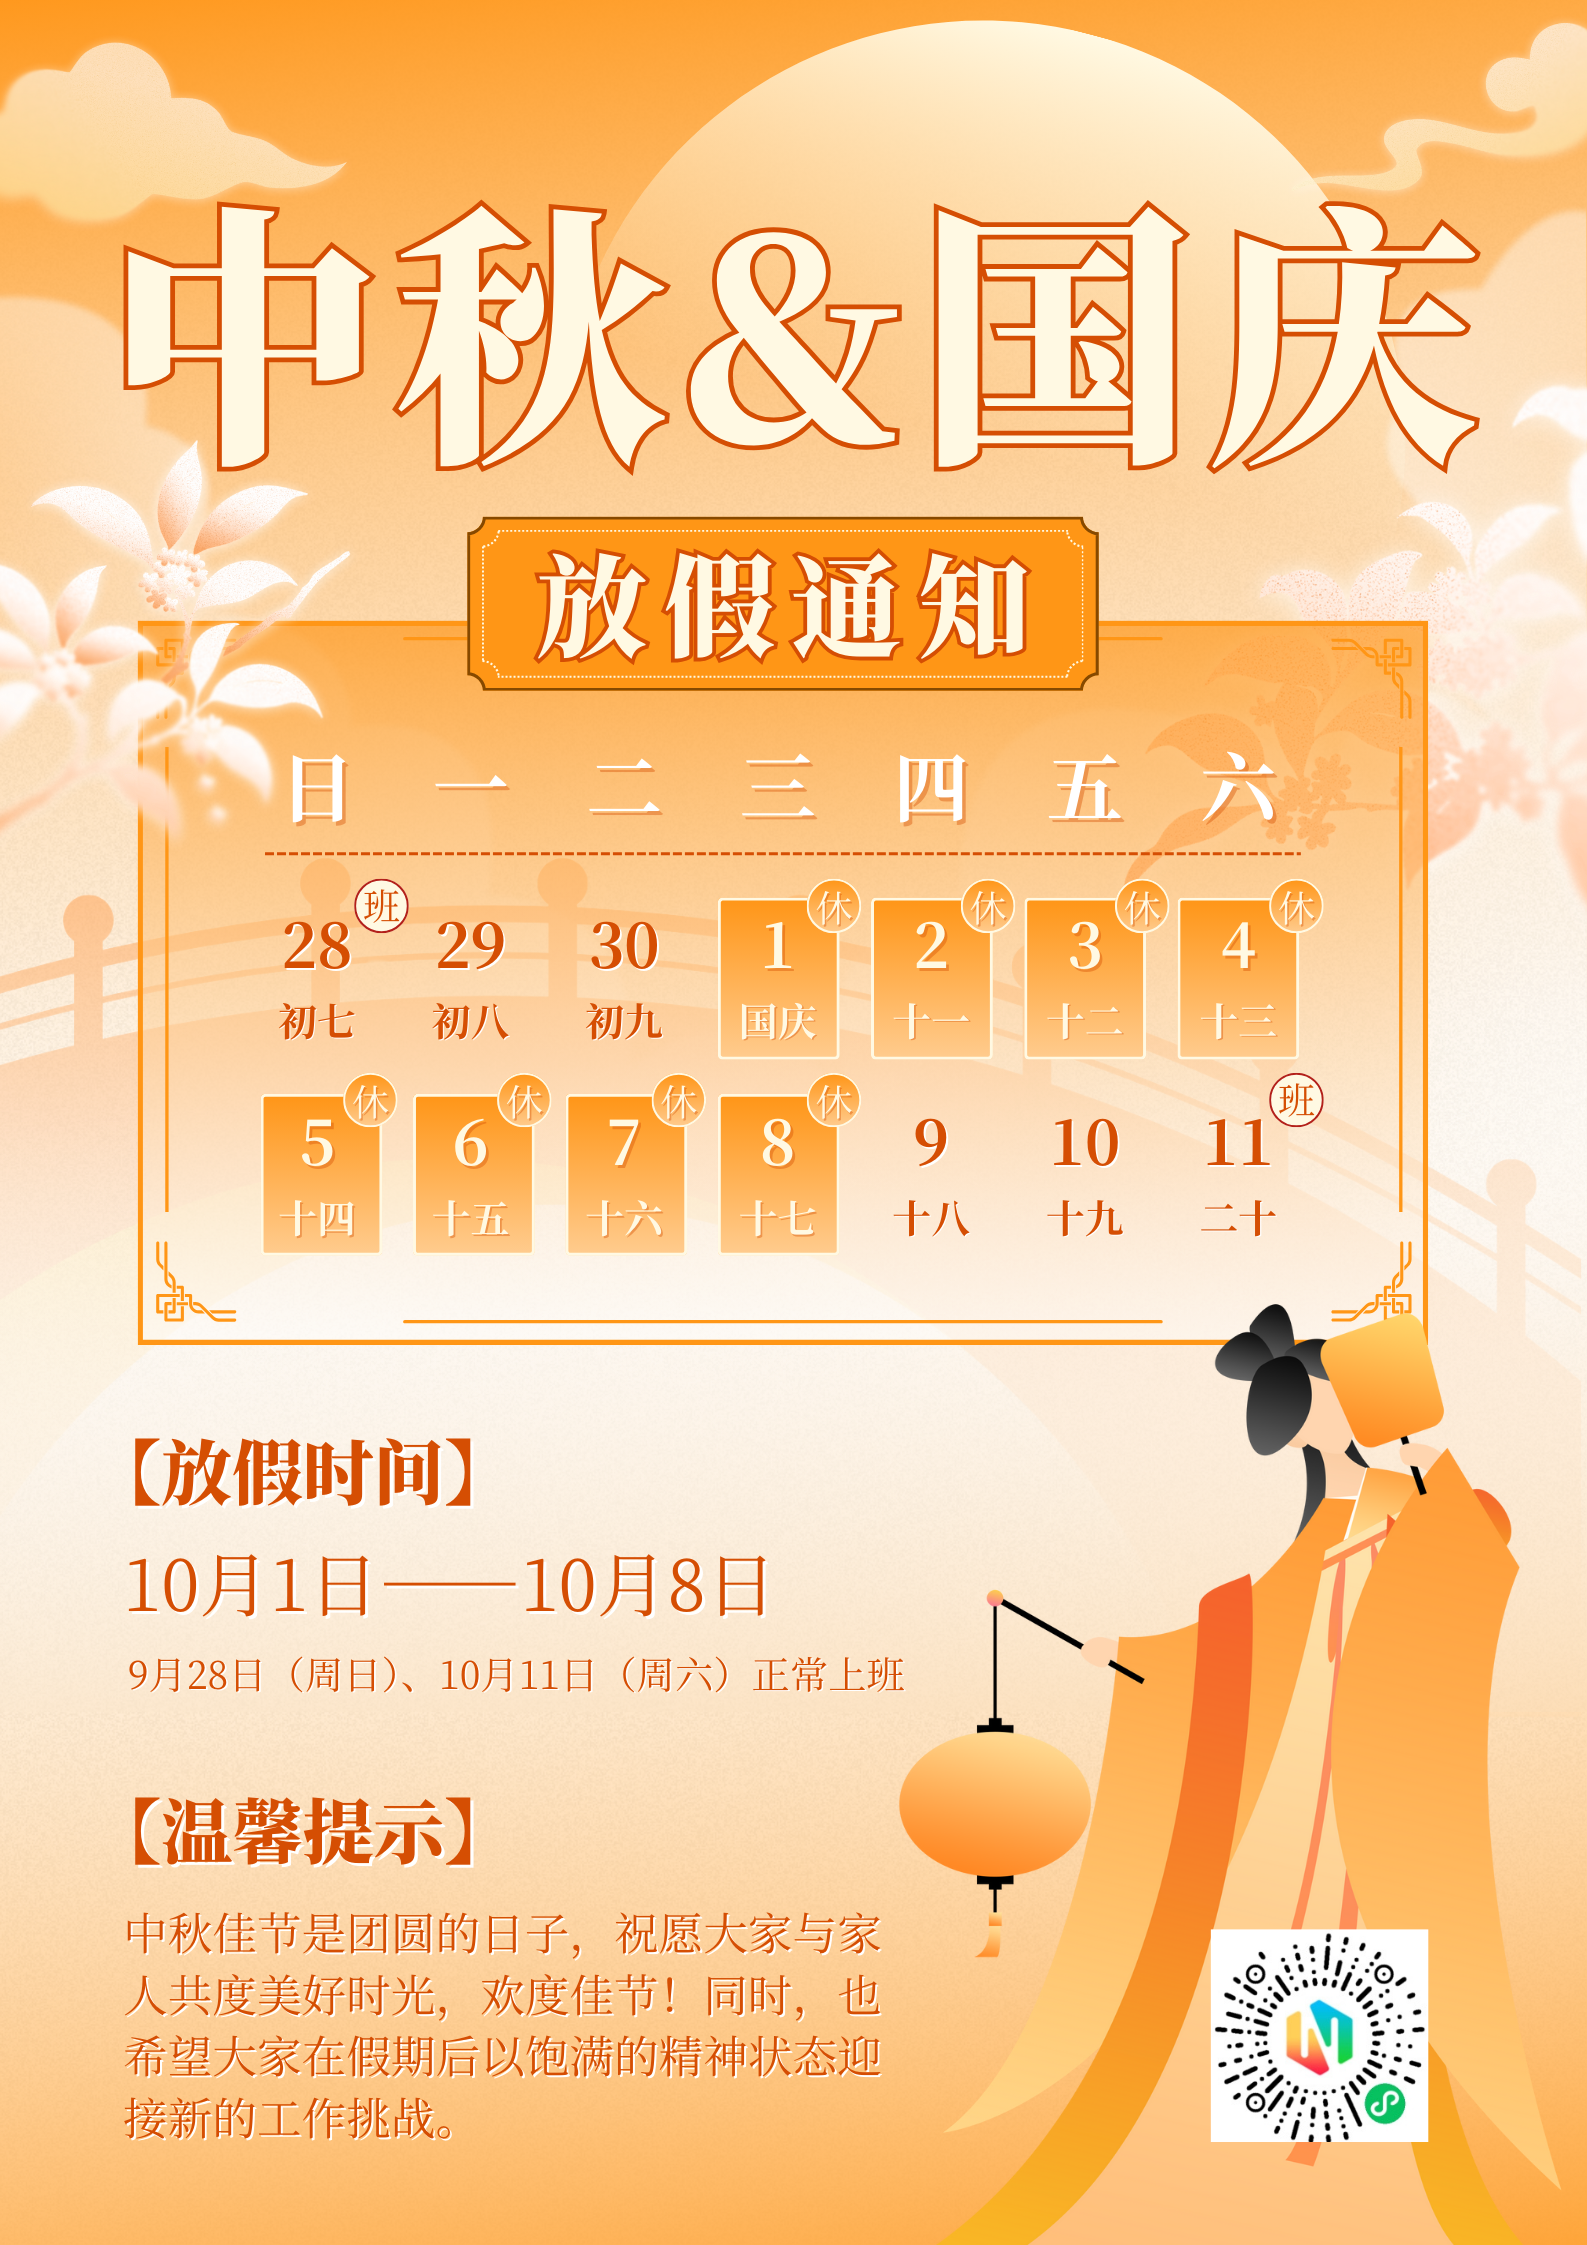 中秋&国庆
放假通知
日 一 二 三 四 五 六
班 休 休 休 休
28 29 30 1 2 3 4
初七 初八 初九 国庆 十一 十二 十三
休 休 休 休 班
5 6 7 8 9 10 11
十四 十五 十六 十七 十八 十九 二十
【放假时间】
10月1日——10月8日
9月28日（周日）、10月11日（周六）正常上班
【温馨提示】
中秋佳节是团圆的日子，祝愿大家与家
人共度美好时光，欢度佳节！同时，也
希望大家在假期后以饱满的精神状态迎
接新的工作挑战。